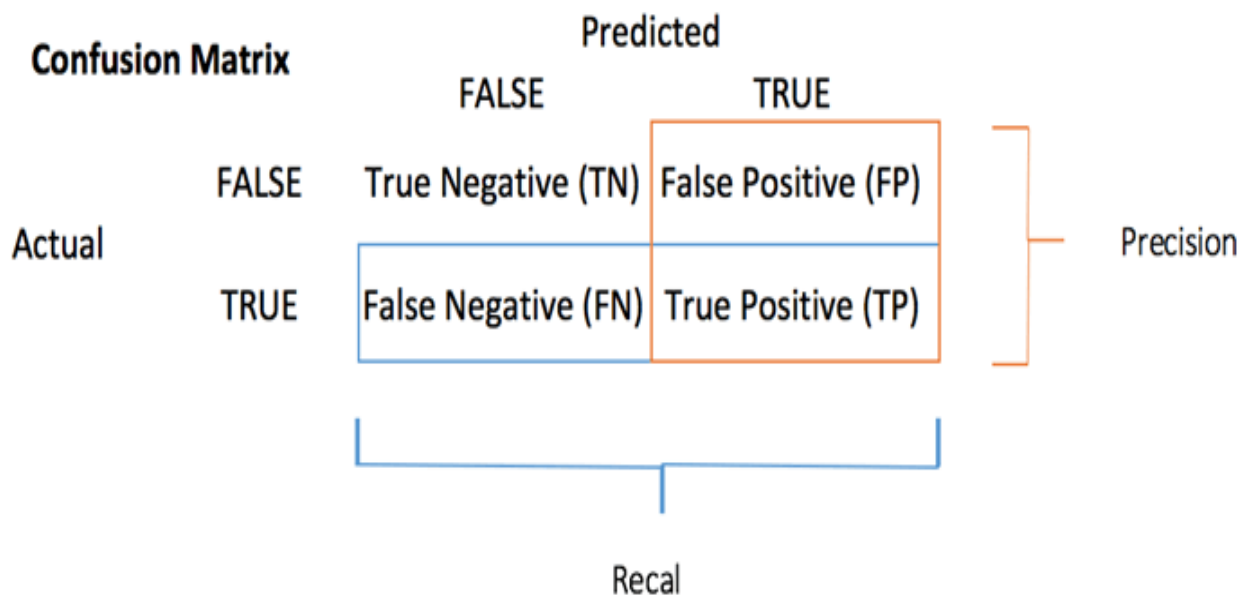 Predicted
Confusion Matrix
FALSE TRUE
FALSE True Negative (TN) False Positive (FP)
Actual
Precision
TRUE False Negative (FN) True Positive (TP)
Recal